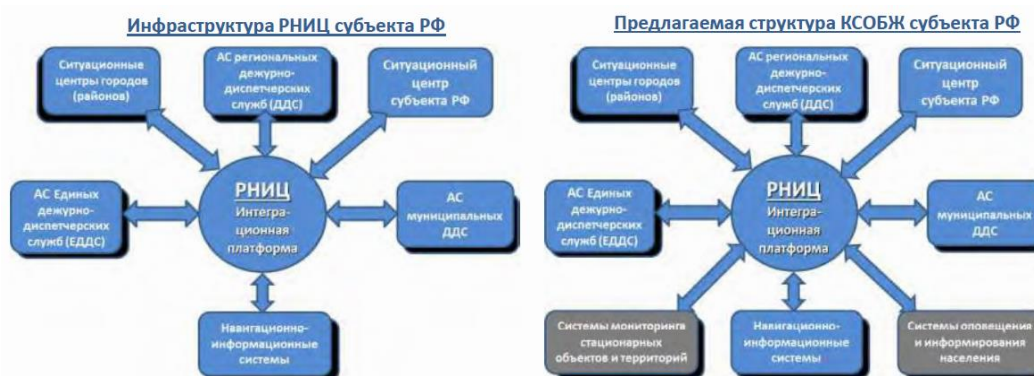 Инфраструктура РНИЦ субъекта РФ
Ситуационные
центры городов
(районов)
АС региональных
дежурно-
диспетчерских
служб (ДДС)
Ситуационный
центр
субъекта РФ
АС Единых
дежурно-
диспетчерских
служб (ЕДДС)
РНИЦ
Интегра-
ционная
платформа
АС
муниципальных
ДДС
Навигационно-
информационные
системы
Предлагаемая структура КСОБЖ субъекта РФ
Ситуационные
центры городов
(районов)
АС региональных
дежурно-
диспетчерских
служб (ДДС)
Ситуационный
центр
субъекта РФ
АС Единых
дежурно-
диспетчерских
служб (ЕДДС)
РНИЦ
Интегра-
ционная
платформа
АС
муниципальных
ДДС
Системы мониторинга
стационарных
объектов и территорий
Навигационно-
информационные
системы
Системы оповещения
и информирования
населения